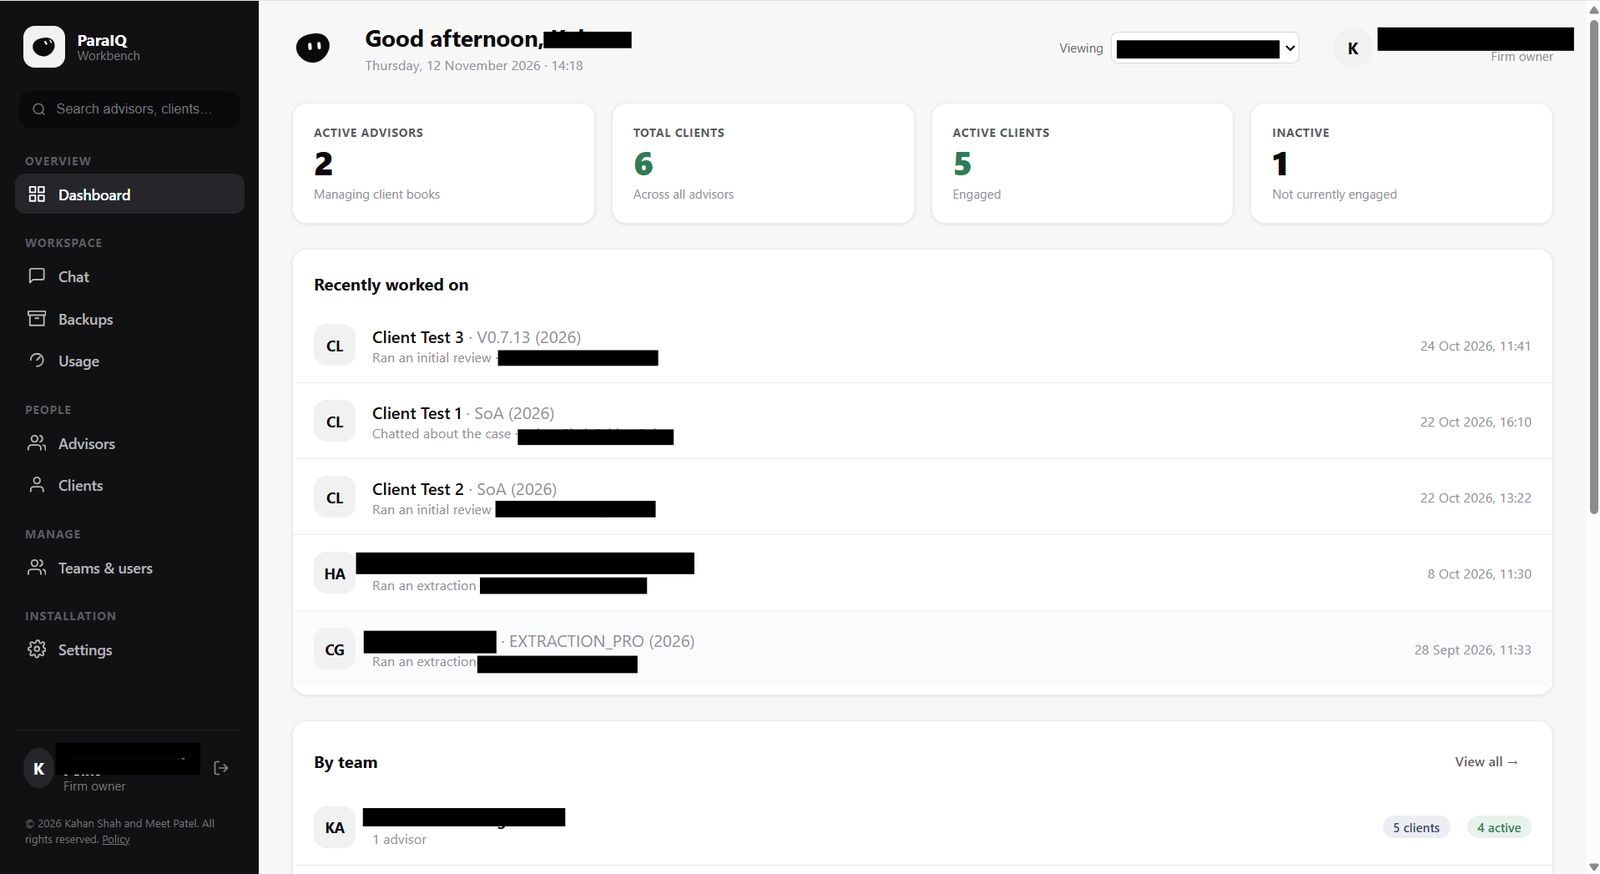 ParaIQ
Workbench
Search advisors, clients…
OVERVIEW
Dashboard
WORKSPACE
Chat
Backups
Usage
PEOPLE
Advisors
Clients
MANAGE
Teams & users
INSTALLATION
Settings
K
Firm owner
© 2026 Kahan Shah and Meet Patel. All
rights reserved. Policy
Good afternoon,
Thursday, 12 November 2026 · 14:18
Viewing
K
Firm owner
ACTIVE ADVISORS
2
Managing client books
TOTAL CLIENTS
6
Across all advisors
ACTIVE CLIENTS
5
Engaged
INACTIVE
1
Not currently engaged
Recently worked on
CL
Client Test 3 · V0.7.13 (2026)
Ran an initial review ·
24 Oct 2026, 11:41
CL
Client Test 1 · SoA (2026)
Chatted about the case ·
22 Oct 2026, 16:10
CL
Client Test 2 · SoA (2026)
Ran an initial review
22 Oct 2026, 13:22
HA
Ran an extraction
8 Oct 2026, 11:30
CG
· EXTRACTION_PRO (2026)
Ran an extraction
28 Sept 2026, 11:33
By team
View all →
KA
1 advisor
5 clients
4 active